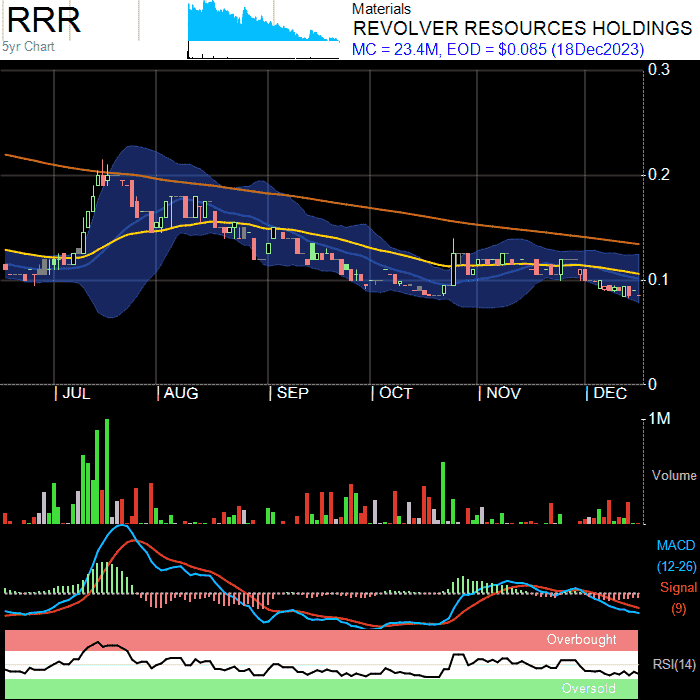 RRR
5yr Chart
Materials
REVOLVER RESOURCES HOLDINGS
MC = 23.4M, EOD = $0.085 (18Dec2023)
0.3
0.2
0.1
0
JUL
AUG
SEP
OCT
NOV
DEC
1M
Volume
MACD
(12-26)
Signal
(9)
Overbought
RSI(14)
Oversold